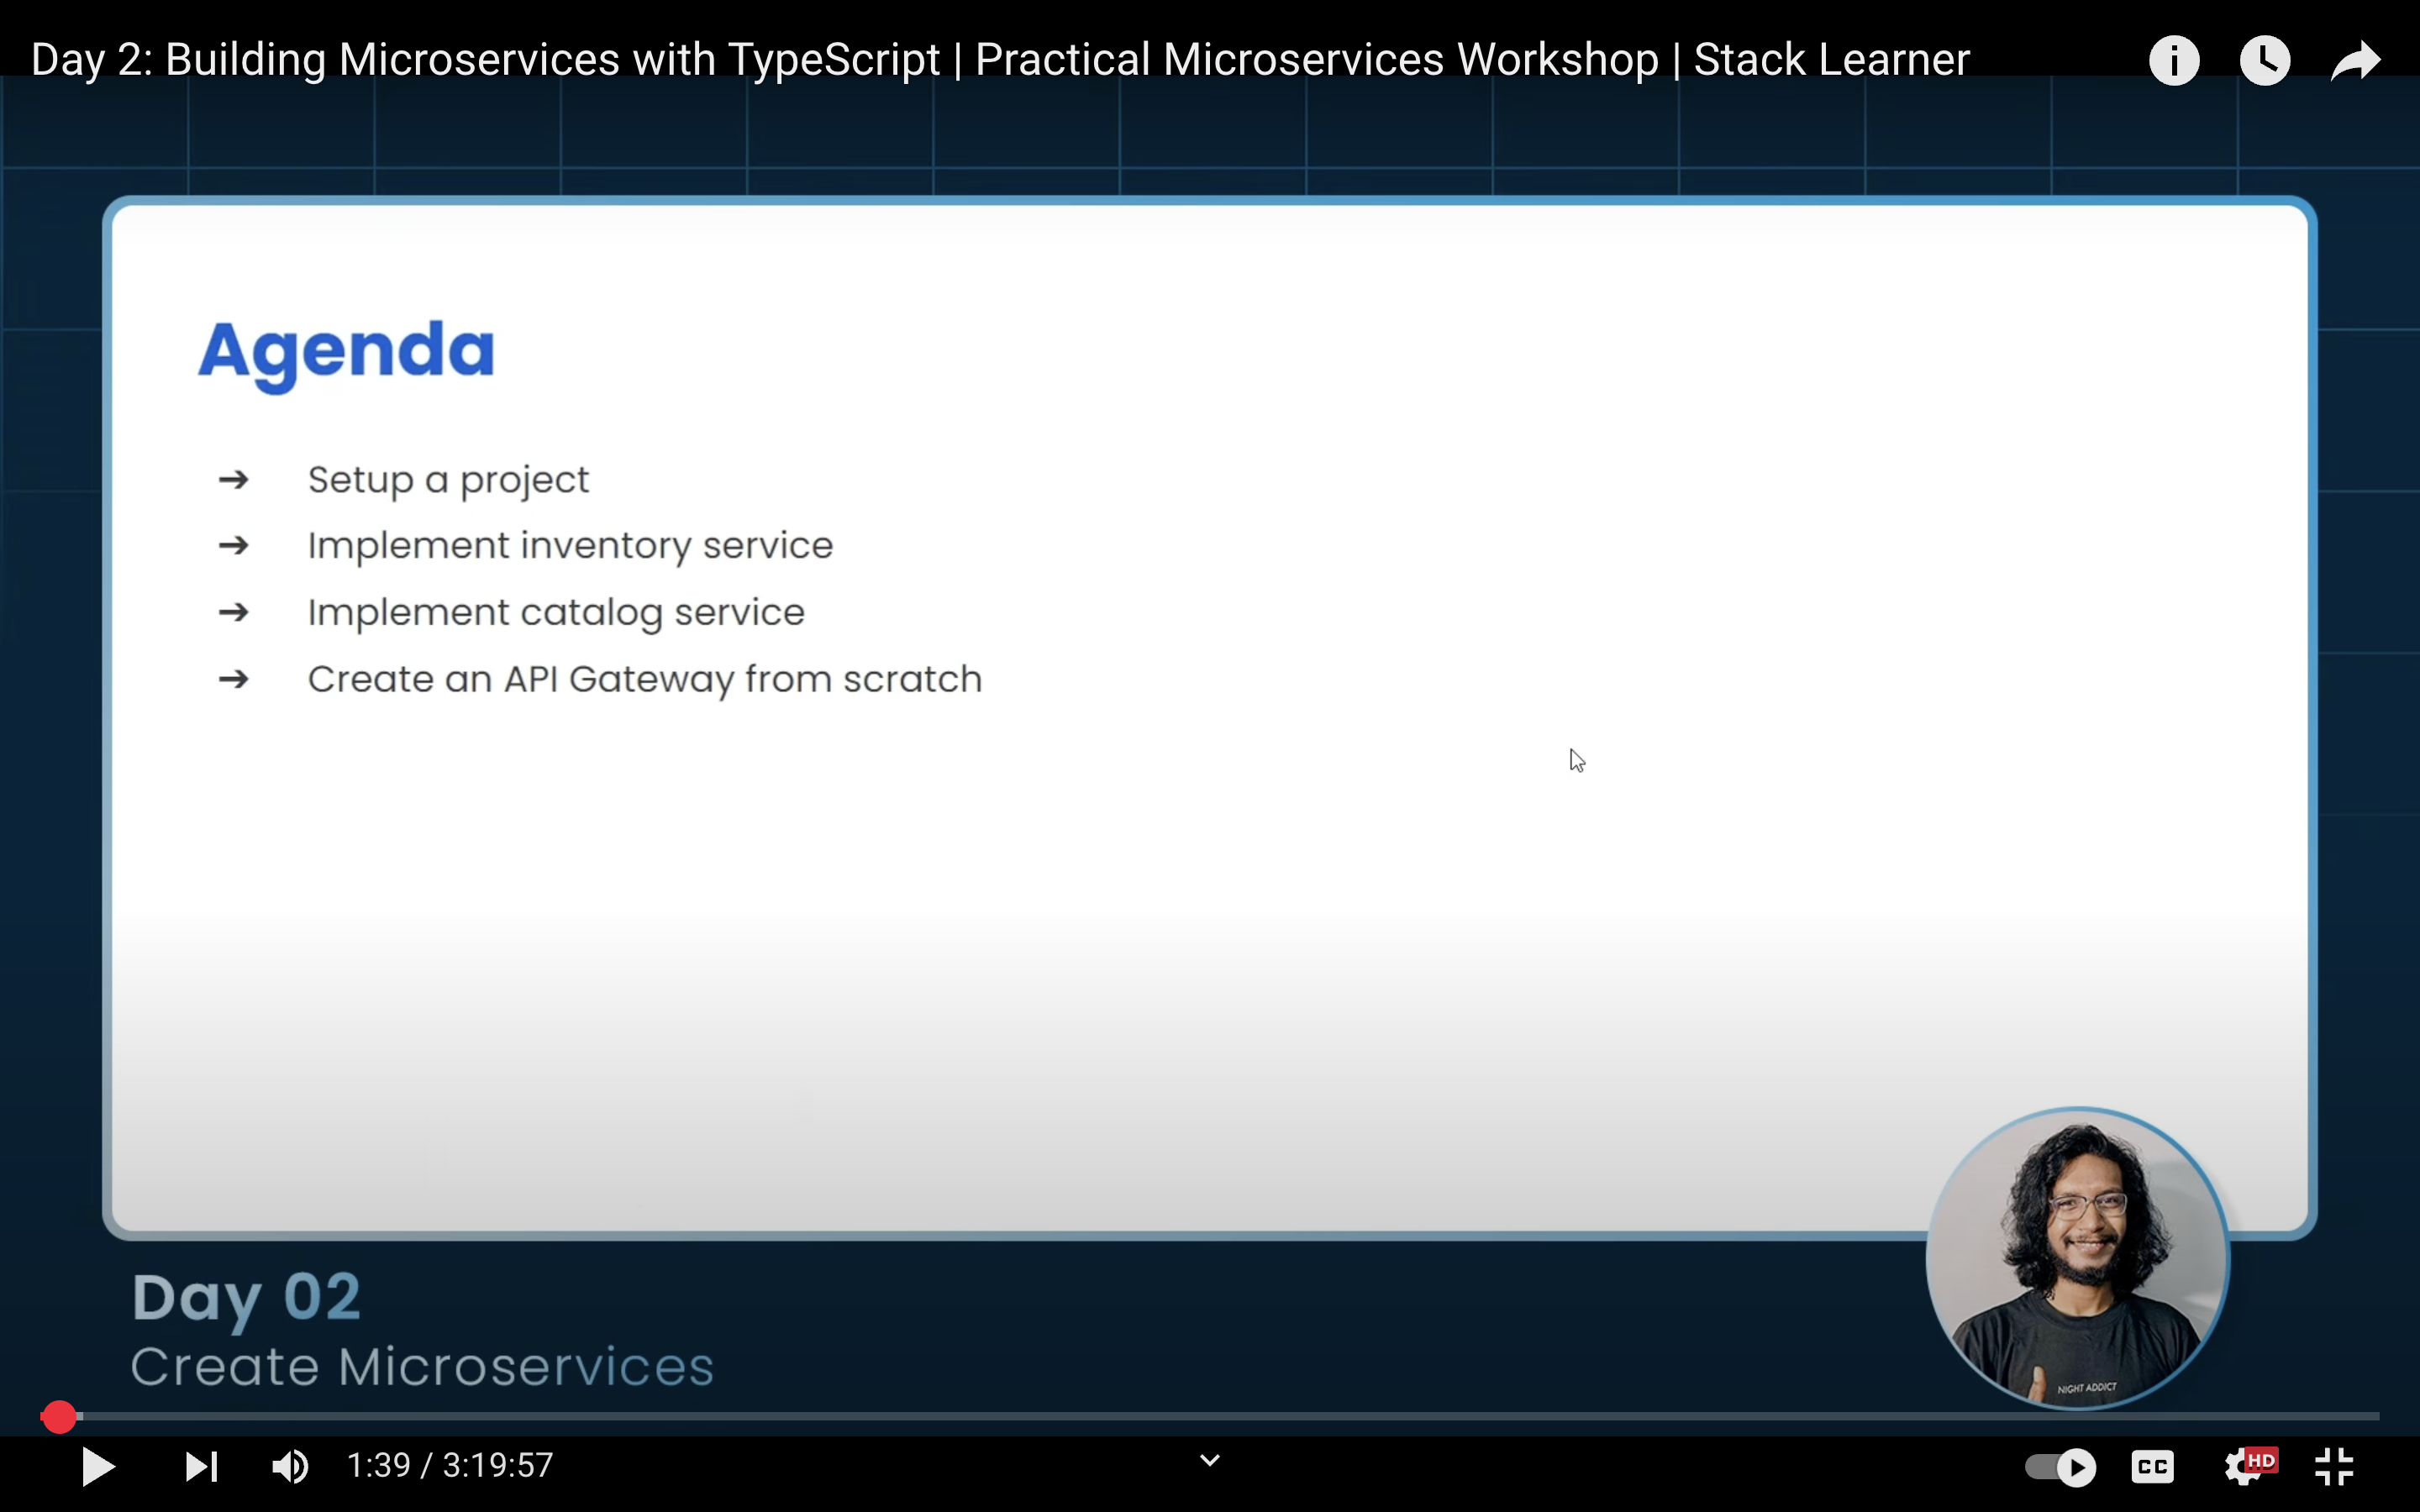 Day 2: Building Microservices with TypeScript | Practical Microservices Workshop | Stack Learner
Agenda
➔ Setup a project
➔ Implement inventory service
➔ Implement catalog service
➔ Create an API Gateway from scratch
NIGHT ADDICT
Day 02
Create Microservices
1:39 / 3:19:57
CC
HD